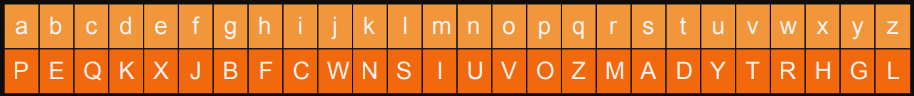 a b c d e f g h i j k l m n o p q r s t u v w x y z
P E Q K X J B F C W N S I U V O Z M A D Y T R H G L